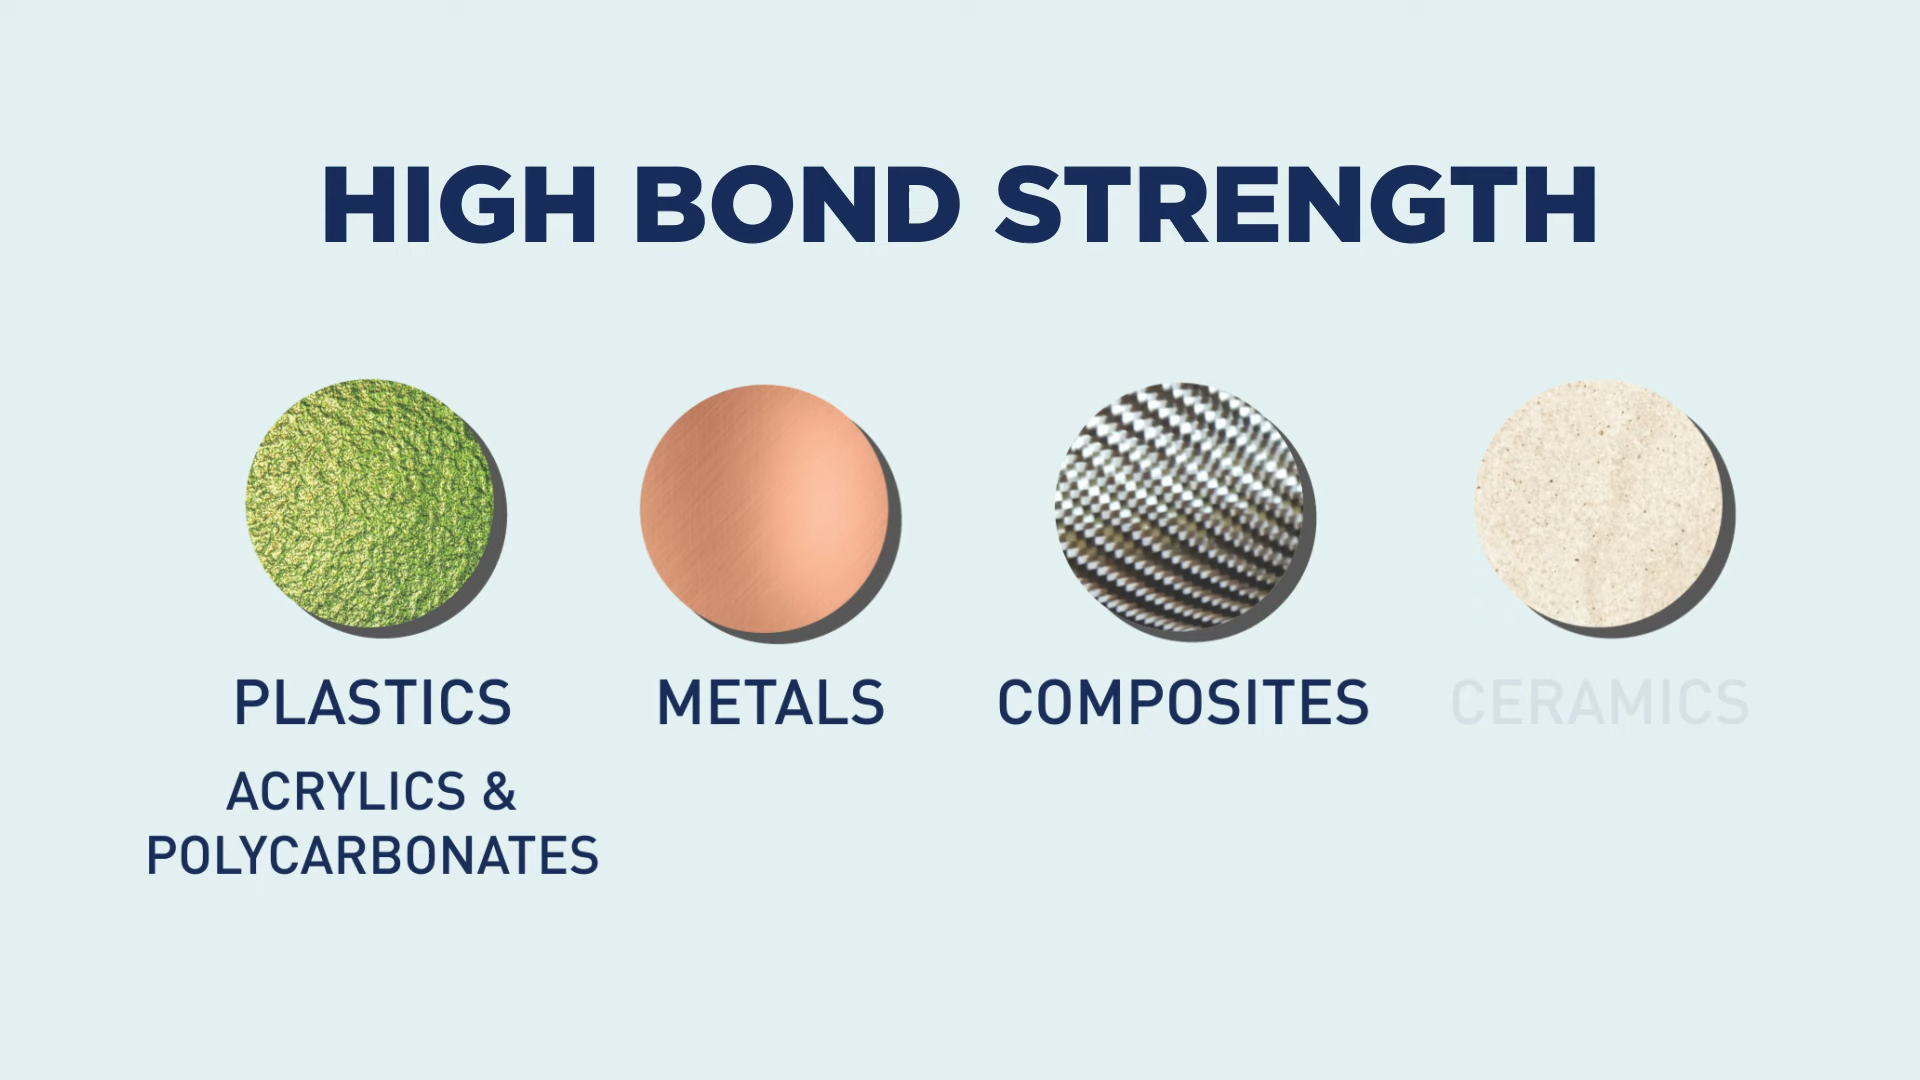 HIGH BOND STRENGTH
PLASTICS
METALS
COMPOSITES
CERAMICS
ACRYLICS &
POLYCARBONATES